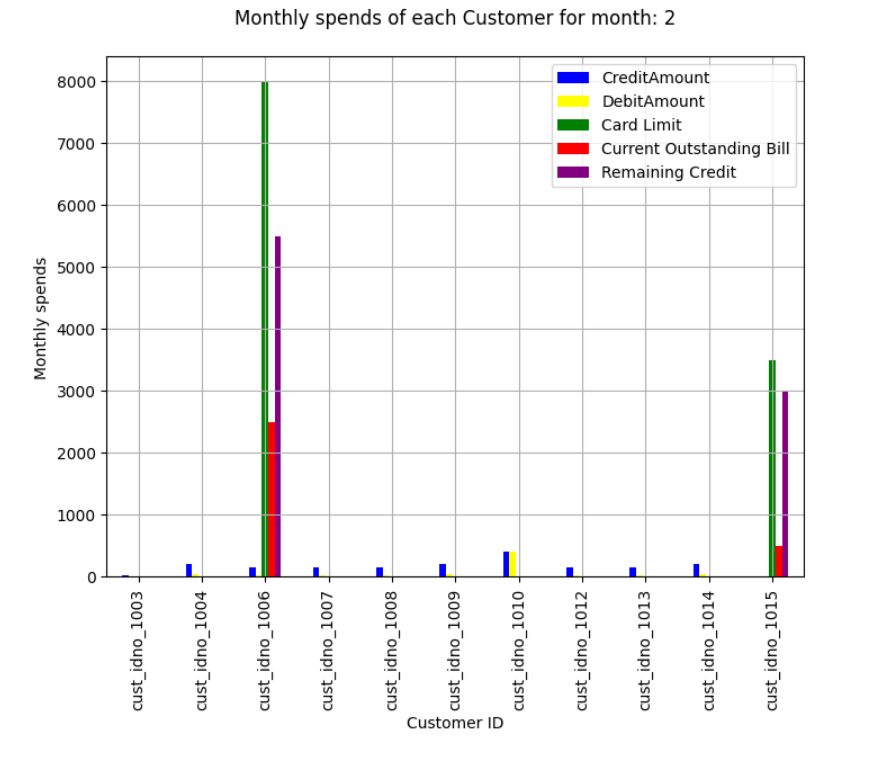 Monthly spends of each Customer for month: 2
CreditAmount
DebitAmount
Card Limit
Current Outstanding Bill
Remaining Credit
8000
7000
6000
5000
4000
3000
2000
1000
0
Monthly spends
cust_idno_1003
cust_idno_1004
cust_idno_1006
cust_idno_1007
cust_idno_1008
cust_idno_1009
cust_idno_1010
cust_idno_1012
cust_idno_1013
cust_idno_1014
cust_idno_1015
Customer ID